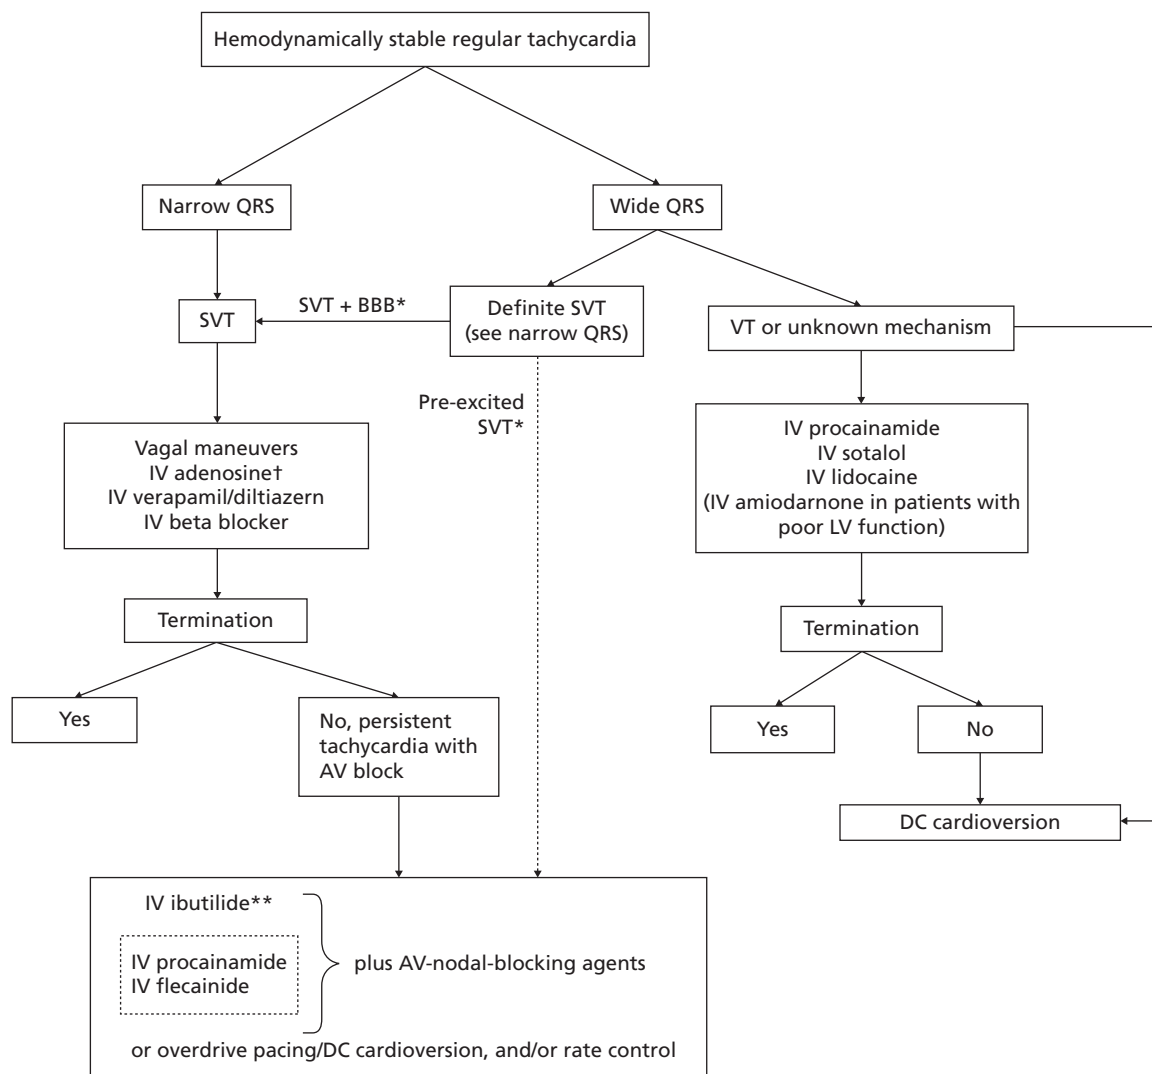 Hemodynamically stable regular tachycardia
Narrow QRS
Wide QRS
SVT
SVT + BBB*
Definite SVT
(see narrow QRS)
VT or unknown mechanism
Pre-excited
SVT*
Vagal maneuvers
IV adenosine†
IV verapamil/diltiazern
IV beta blocker
IV procainamide
IV sotalol
IV lidocaine
(IV amiodarnone in patients with
poor LV function)
Termination
Termination
Yes
No, persistent
tachycardia with
AV block
Yes
No
DC cardioversion
IV ibutilide**
IV procainamide
IV flecainide
plus AV-nodal-blocking agents
or overdrive pacing/DC cardioversion, and/or rate control